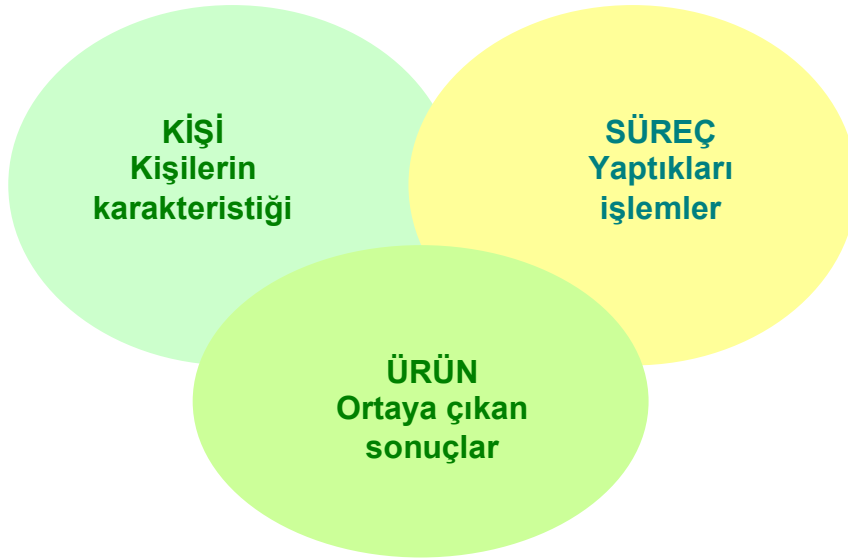 KİŞİ
Kişilerin
karakteristiği
SÜREÇ
Yaptıkları
işlemler
ÜRÜN
Ortaya çıkan
sonuçlar